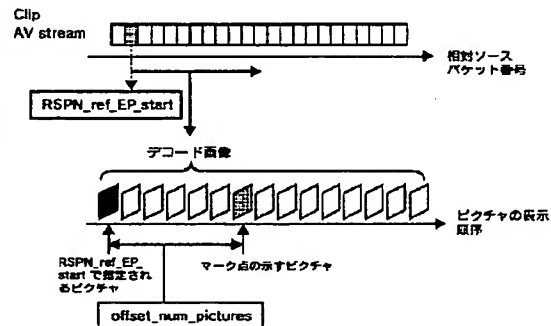 Clip
AV stream
相対ソース
パケット番号
RSPN_ref_EP_start
デコード画像
ピクチャの表示
順序
RSPN_ref_EP_
start で指定され
るピクチャ
マーク点の示すピクチャ
offset_num_pictures